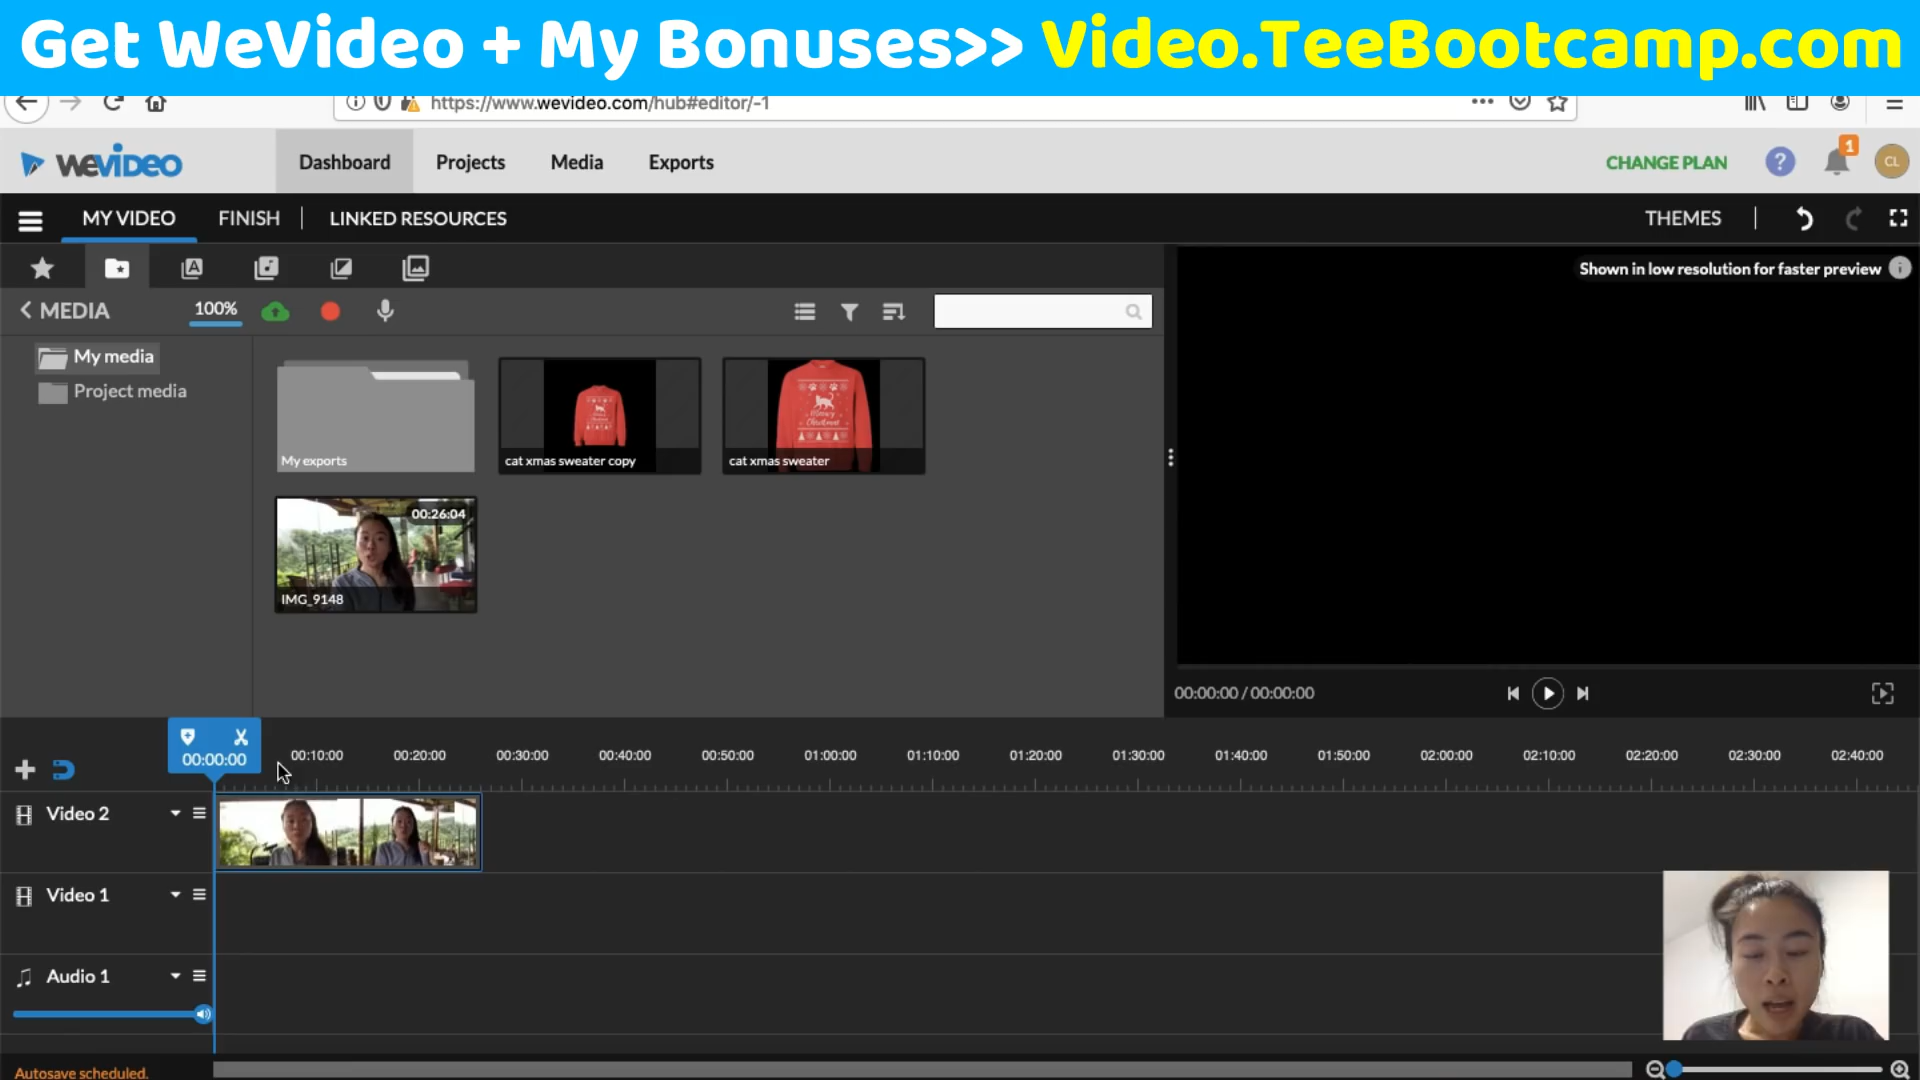 Get WeVideo + My Bonuses>> Video.TeeBootcamp.com
https://www.wevideo.com/hub#editor/-1
WEVIDEO Dashboard Projects Media Exports CHANGE PLAN ? 1 CL
MY VIDEO FINISH | LINKED RESOURCES THEMES
Shown in low resolution for faster preview
MEDIA 100%
My media
Project media
My exports
cat xmas sweater copy
cat xmas sweater
00:26:04
IMG_9148
00:00:00 / 00:00:00
00:00:00 00:10:00 00:20:00 00:30:00 00:40:00 00:50:00 01:00:00 01:10:00 01:20:00 01:30:00 01:40:00 01:50:00 02:00:00 02:10:00 02:20:00 02:30:00 02:40:00
Video 2
Video 1
Audio 1
Autosave scheduled.